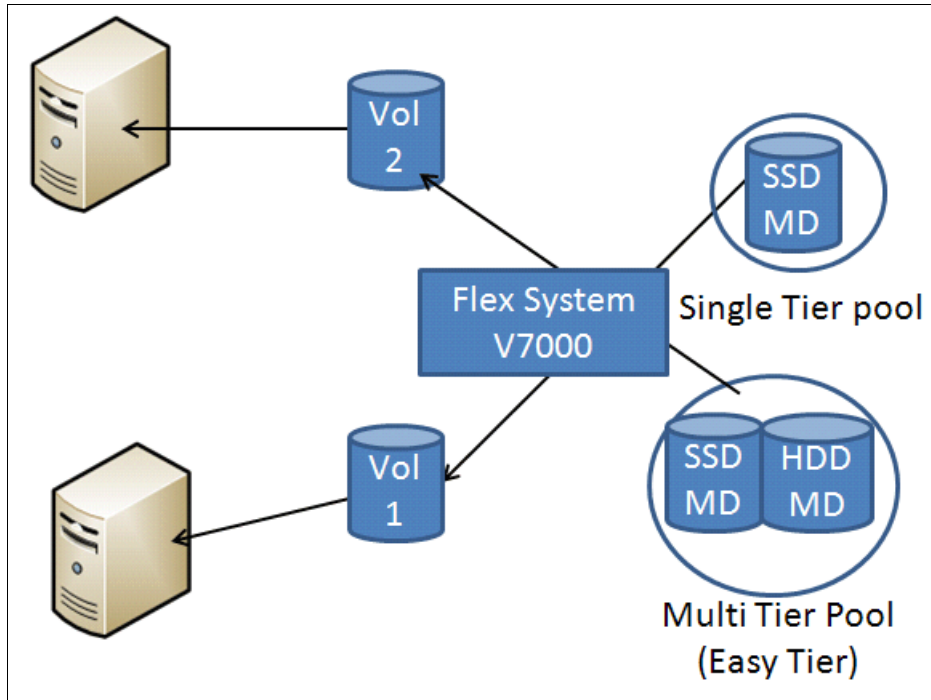 Vol
2
SSD
MD
Single Tier pool
Flex System
V7000
Vol
1
SSD
MD
HDD
MD
Multi Tier Pool
(Easy Tier)